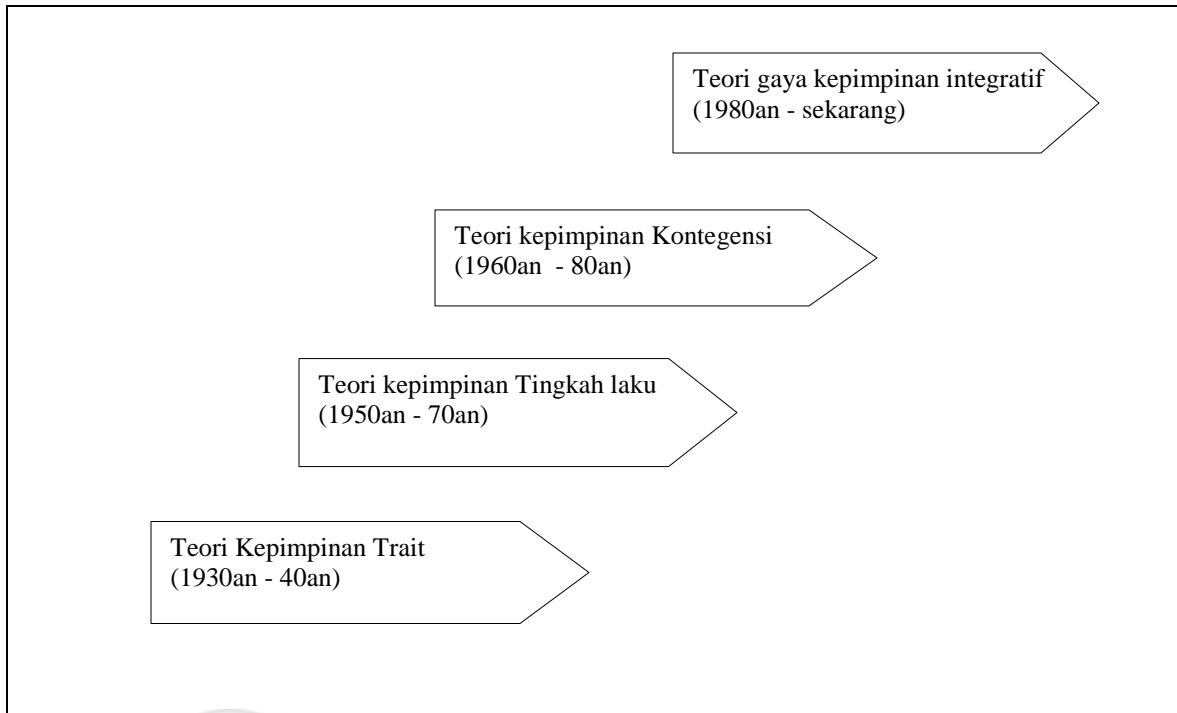 Teori gaya kepimpinan integratif
(1980an - sekarang)
Teori kepimpinan Kontegensi
(1960an  - 80an)
Teori kepimpinan Tingkah laku
(1950an - 70an)
Teori Kepimpinan Trait
(1930an - 40an)